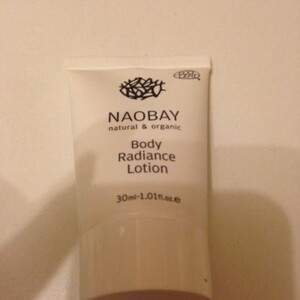 NAOBAY
natural & organic
Body
Radiance
Lotion
30ml-1.01fl.oz.e